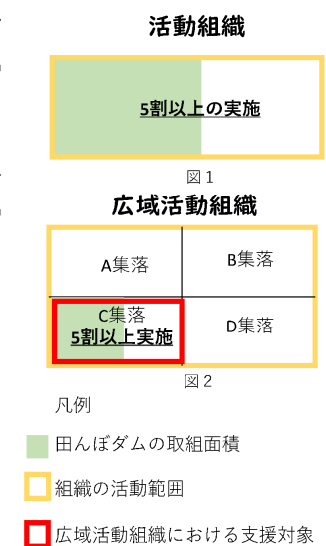 活動組織
5割以上の実施
図1
広域活動組織
A集落
B集落
C集落
5割以上実施
D集落
図2
凡例
田んぼダムの取組面積
組織の活動範囲
広域活動組織における支援対象